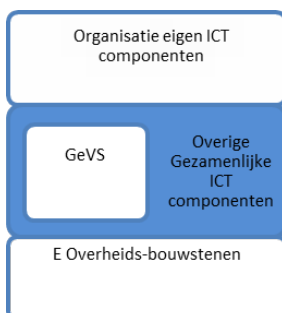 Organisatie eigen ICT
componenten
GeVS
Overige
Gezamenlijke
ICT
componenten
E Overheids-bouwstenen